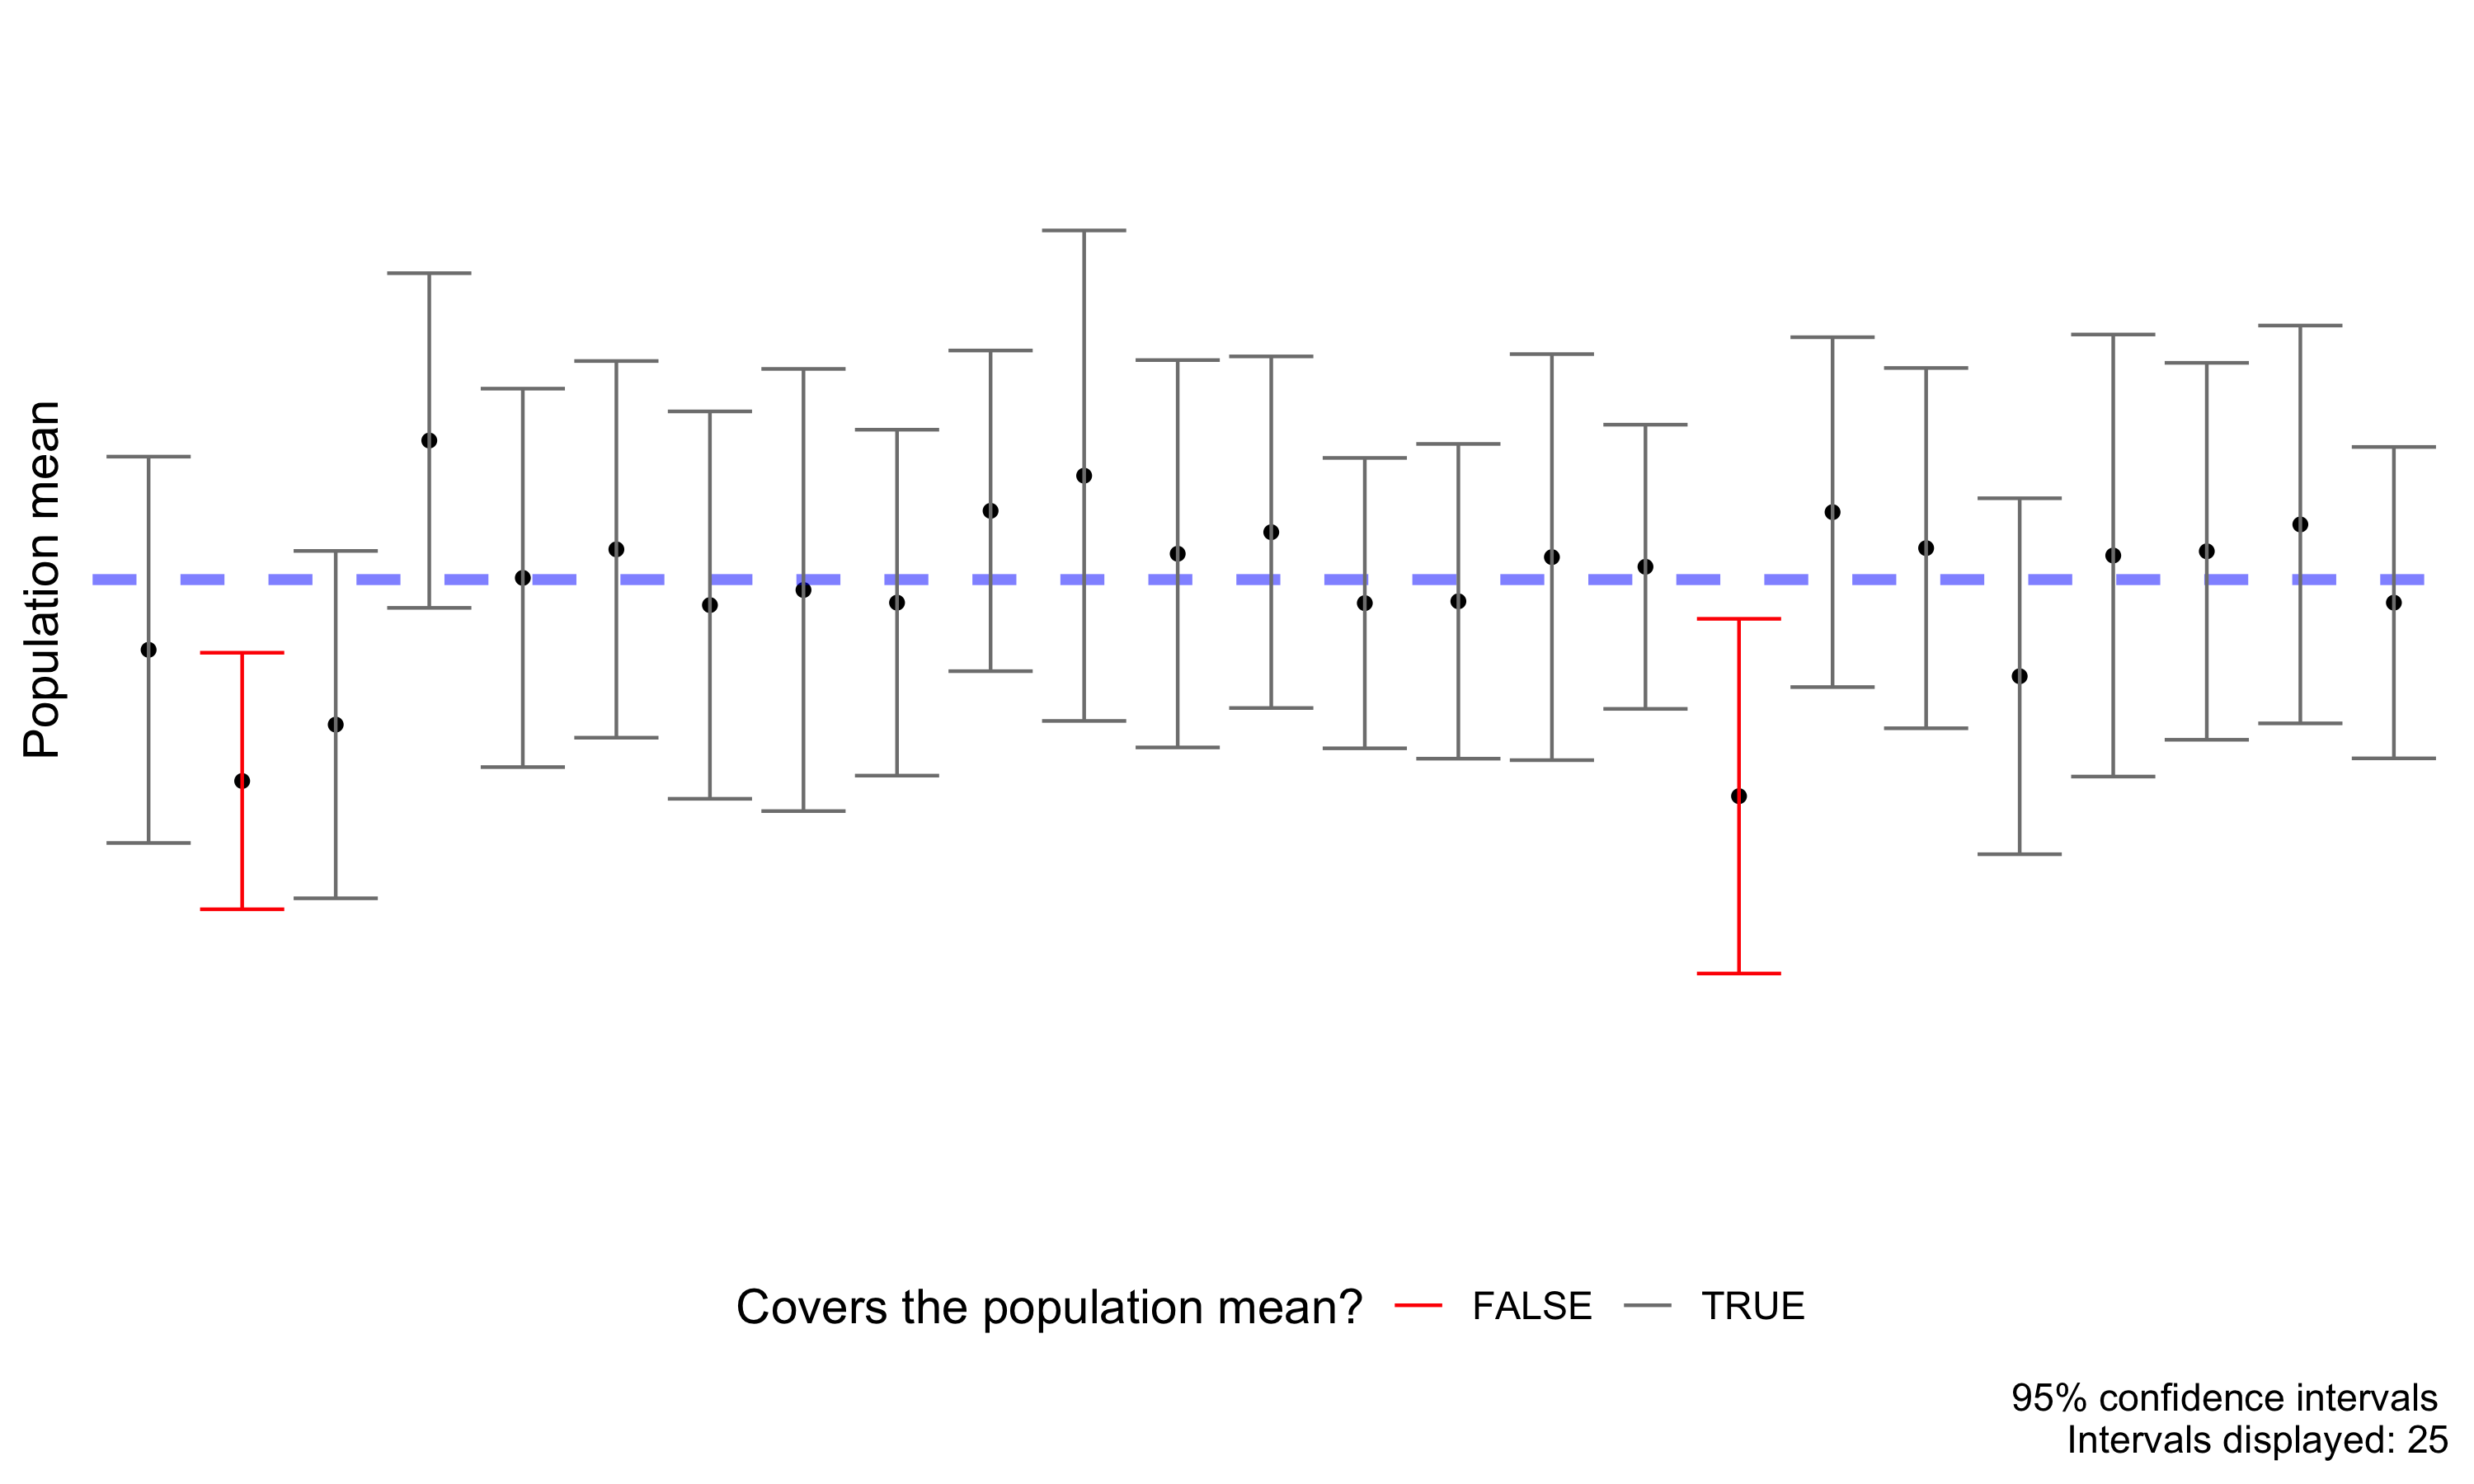 Population mean
Covers the population mean? FALSE TRUE
95% confidence intervals
Intervals displayed: 25